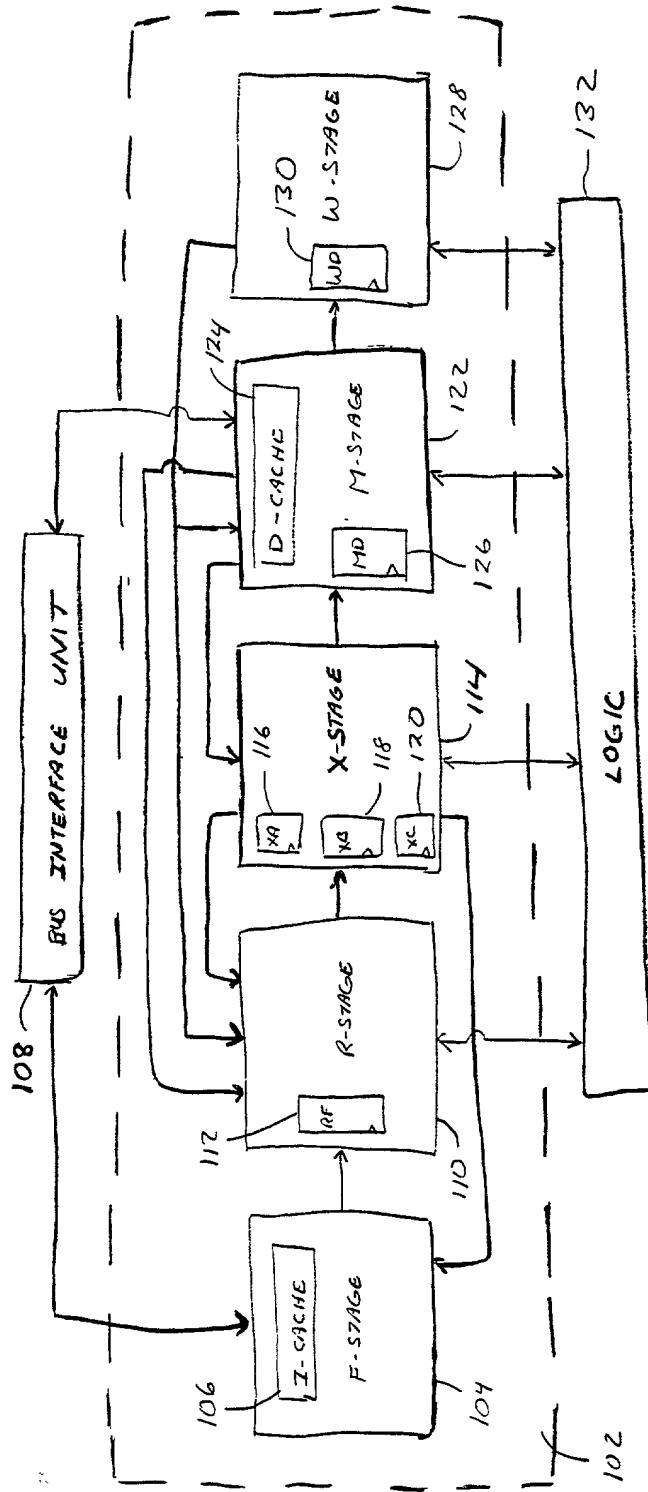 108
BUS INTERFACE UNIT
106
I-CACHE
F-STAGE
104
112
RF
R-STAGE
110
XA
116
X-STAGE
XB
118
XC
120
114
124
D-CACHE
M-STAGE
MD
126
122
130
WD
W-STAGE
128
102
LOGIC
132